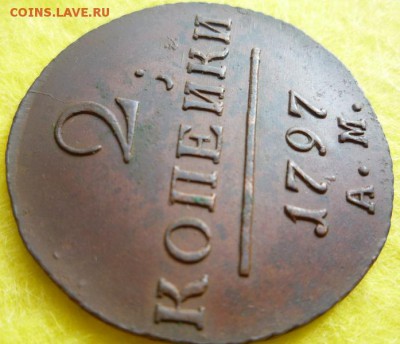 COINS.LAVE.RU
2
КОПЕЙКИ
1797
А.М.